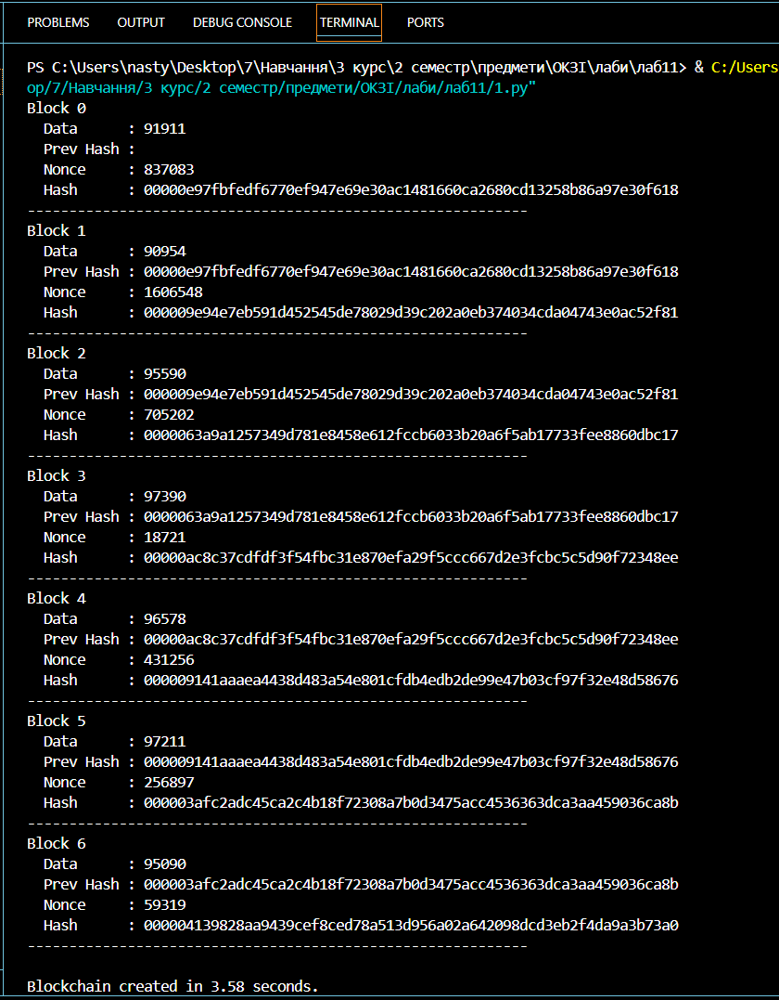 PROBLEMS OUTPUT DEBUG CONSOLE TERMINAL PORTS
PS C:\Users\nasty\Desktop\7\Навчання\3 курс\2 семестр\предмети\ОКЗІ\лаби\лаб11> & C:/Users
op/7/Навчання/3 курс/2 семестр/предмети/ОКЗІ/лаби/лаб11/1.py"
Block 0
Data : 91911
Prev Hash :
Nonce : 837083
Hash : 00000e97fbfedf6770ef947e69e30ac1481660ca2680cd13258b86a97e30f618
------------------------------------------------------------
Block 1
Data : 90954
Prev Hash : 00000e97fbfedf6770ef947e69e30ac1481660ca2680cd13258b86a97e30f618
Nonce : 1606548
Hash : 000009e94e7eb591d452545de78029d39c202a0eb374034cda04743e0ac52f81
------------------------------------------------------------
Block 2
Data : 95590
Prev Hash : 000009e94e7eb591d452545de78029d39c202a0eb374034cda04743e0ac52f81
Nonce : 705202
Hash : 0000063a9a1257349d781e8458e612fccb6033b20a6f5ab17733fee8860dbc17
------------------------------------------------------------
Block 3
Data : 97390
Prev Hash : 0000063a9a1257349d781e8458e612fccb6033b20a6f5ab17733fee8860dbc17
Nonce : 18721
Hash : 00000ac8c37cdfdf3f54fbc31e870efa29f5ccc667d2e3fcbc5c5d90f72348ee
------------------------------------------------------------
Block 4
Data : 96578
Prev Hash : 00000ac8c37cdfdf3f54fbc31e870efa29f5ccc667d2e3fcbc5c5d90f72348ee
Nonce : 431256
Hash : 000009141aaaea4438d483a54e801cfdb4edb2de99e47b03cf97f32e48d58676
------------------------------------------------------------
Block 5
Data : 97211
Prev Hash : 000009141aaaea4438d483a54e801cfdb4edb2de99e47b03cf97f32e48d58676
Nonce : 256897
Hash : 000003afc2adc45ca2c4b18f72308a7b0d3475acc4536363dca3aa459036ca8b
------------------------------------------------------------
Block 6
Data : 95090
Prev Hash : 000003afc2adc45ca2c4b18f72308a7b0d3475acc4536363dca3aa459036ca8b
Nonce : 59319
Hash : 000004139828aa9439cef8ced78a513d956a02a642098dcd3eb2f4da9a3b73a0
------------------------------------------------------------
Blockchain created in 3.58 seconds.